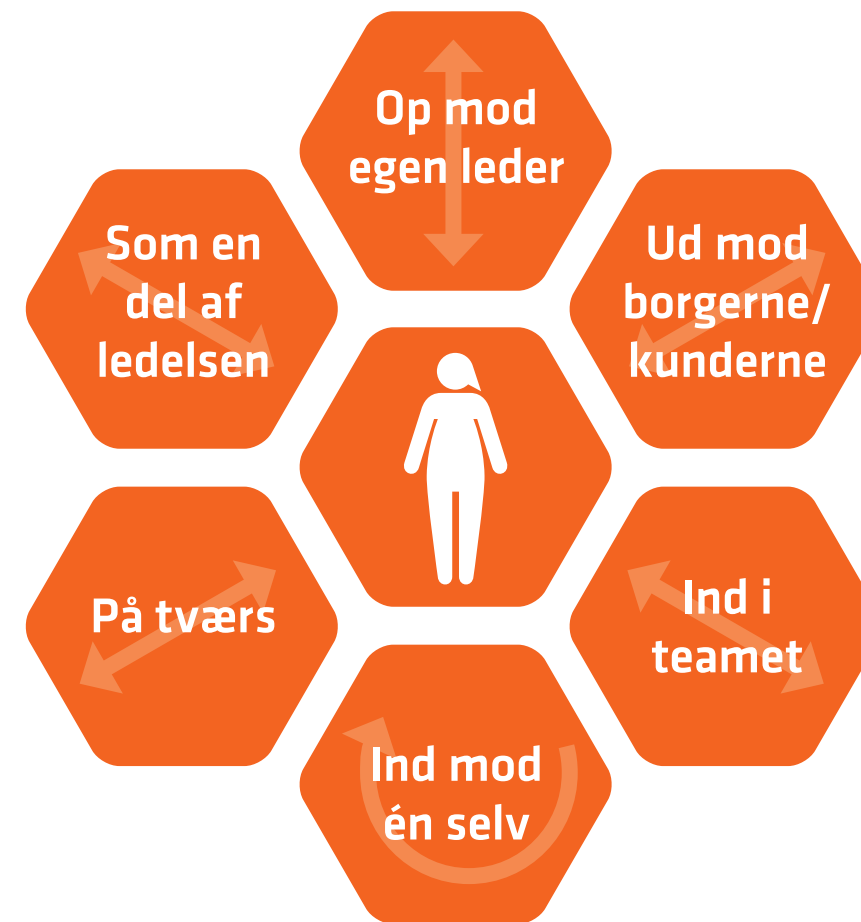 Op mod
egen leder
Som en
del af
ledelsen
Ud mod
borgerne/
kunderne
På tværs
Ind i
teamet
Ind mod
én selv